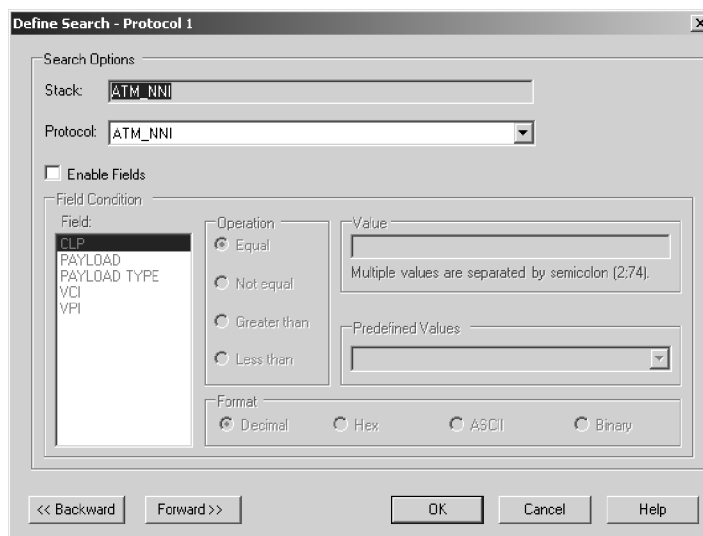 Define Search - Protocol 1
Search Options
Stack: ATM_NNI
Protocol: ATM_NNI
Enable Fields
Field Condition
Field:
CLP
PAYLOAD
PAYLOAD TYPE
VCI
VPI
Operation
Equal
Not equal
Greater than
Less than
Value
Multiple values are separated by semicolon (2;74).
Predefined Values
Format
Decimal Hex ASCII Binary
<< Backward Forward >> OK Cancel Help